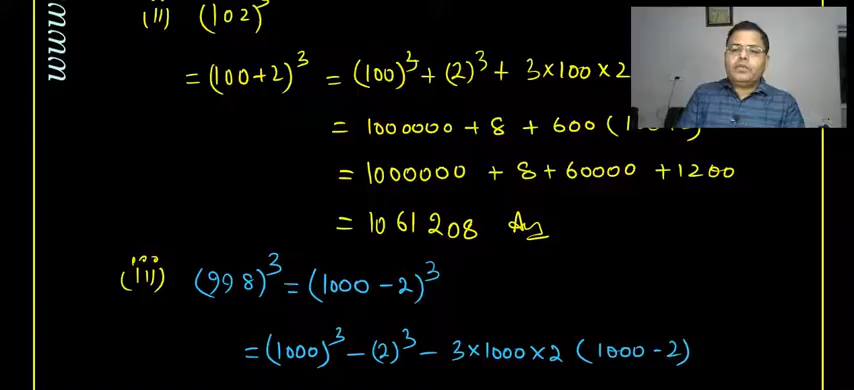 www
(ii) (102)³
= (100+2)³ = (100)³ + (2)³ + 3×100×2
= 1000000 + 8 + 600 (
= 1000000 + 8 + 60000 + 1200
= 1061208 Ans
(iii) (998)³ = (1000 - 2)³
= (1000)³ - (2)³ - 3×1000×2 (1000-2)